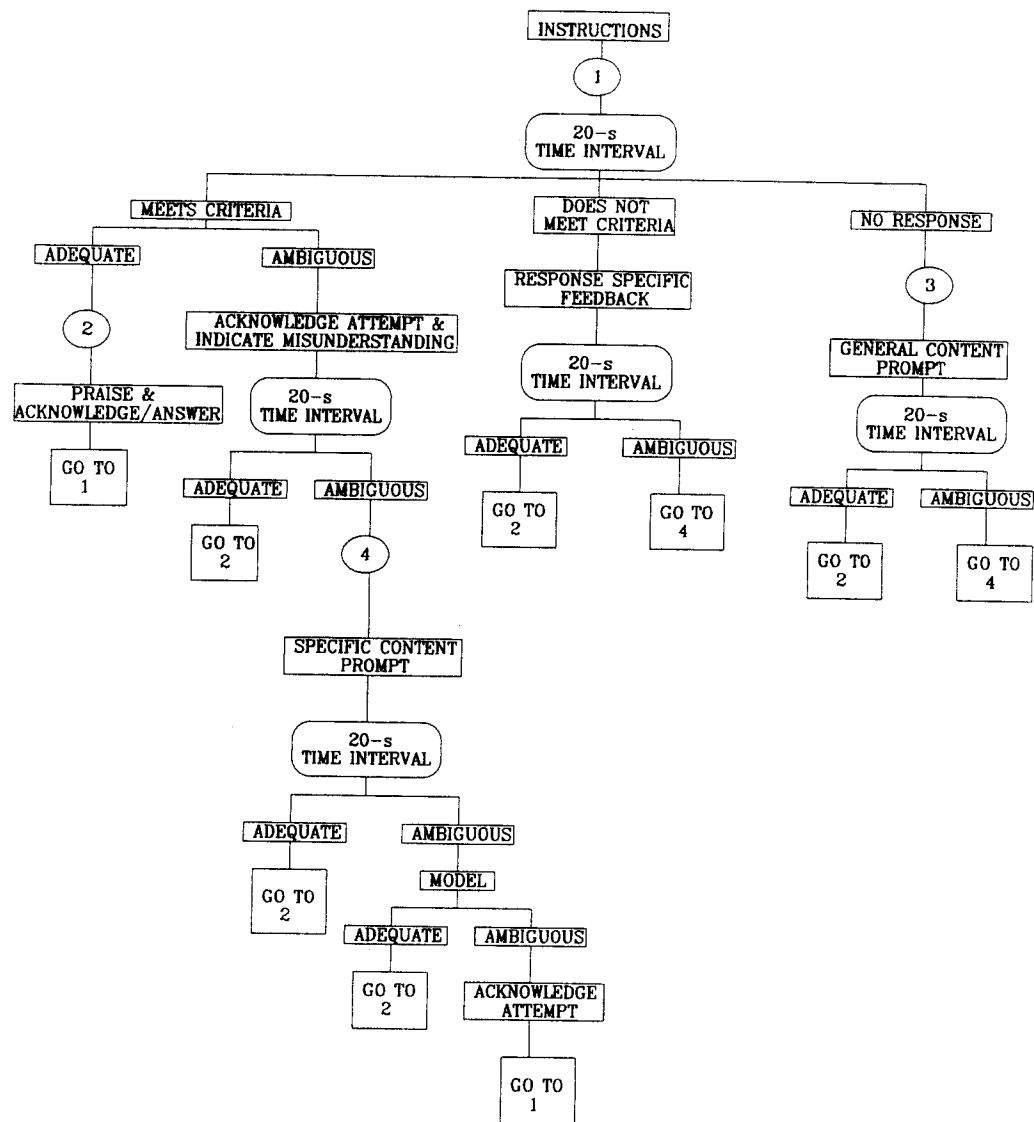 INSTRUCTIONS
1
20-s
TIME INTERVAL
MEETS CRITERIA
ADEQUATE
2
PRAISE &
ACKNOWLEDGE/ANSWER
GO TO
1
AMBIGUOUS
ACKNOWLEDGE ATTEMPT &
INDICATE MISUNDERSTANDING
20-s
TIME INTERVAL
ADEQUATE
GO TO
2
AMBIGUOUS
4
SPECIFIC CONTENT
PROMPT
20-s
TIME INTERVAL
ADEQUATE
GO TO
2
AMBIGUOUS
MODEL
ADEQUATE
GO TO
2
AMBIGUOUS
ACKNOWLEDGE
ATTEMPT
GO TO
1
DOES NOT
MEET CRITERIA
RESPONSE SPECIFIC
FEEDBACK
20-s
TIME INTERVAL
ADEQUATE
GO TO
2
AMBIGUOUS
GO TO
4
NO RESPONSE
3
GENERAL CONTENT
PROMPT
20-s
TIME INTERVAL
ADEQUATE
GO TO
2
AMBIGUOUS
GO TO
4